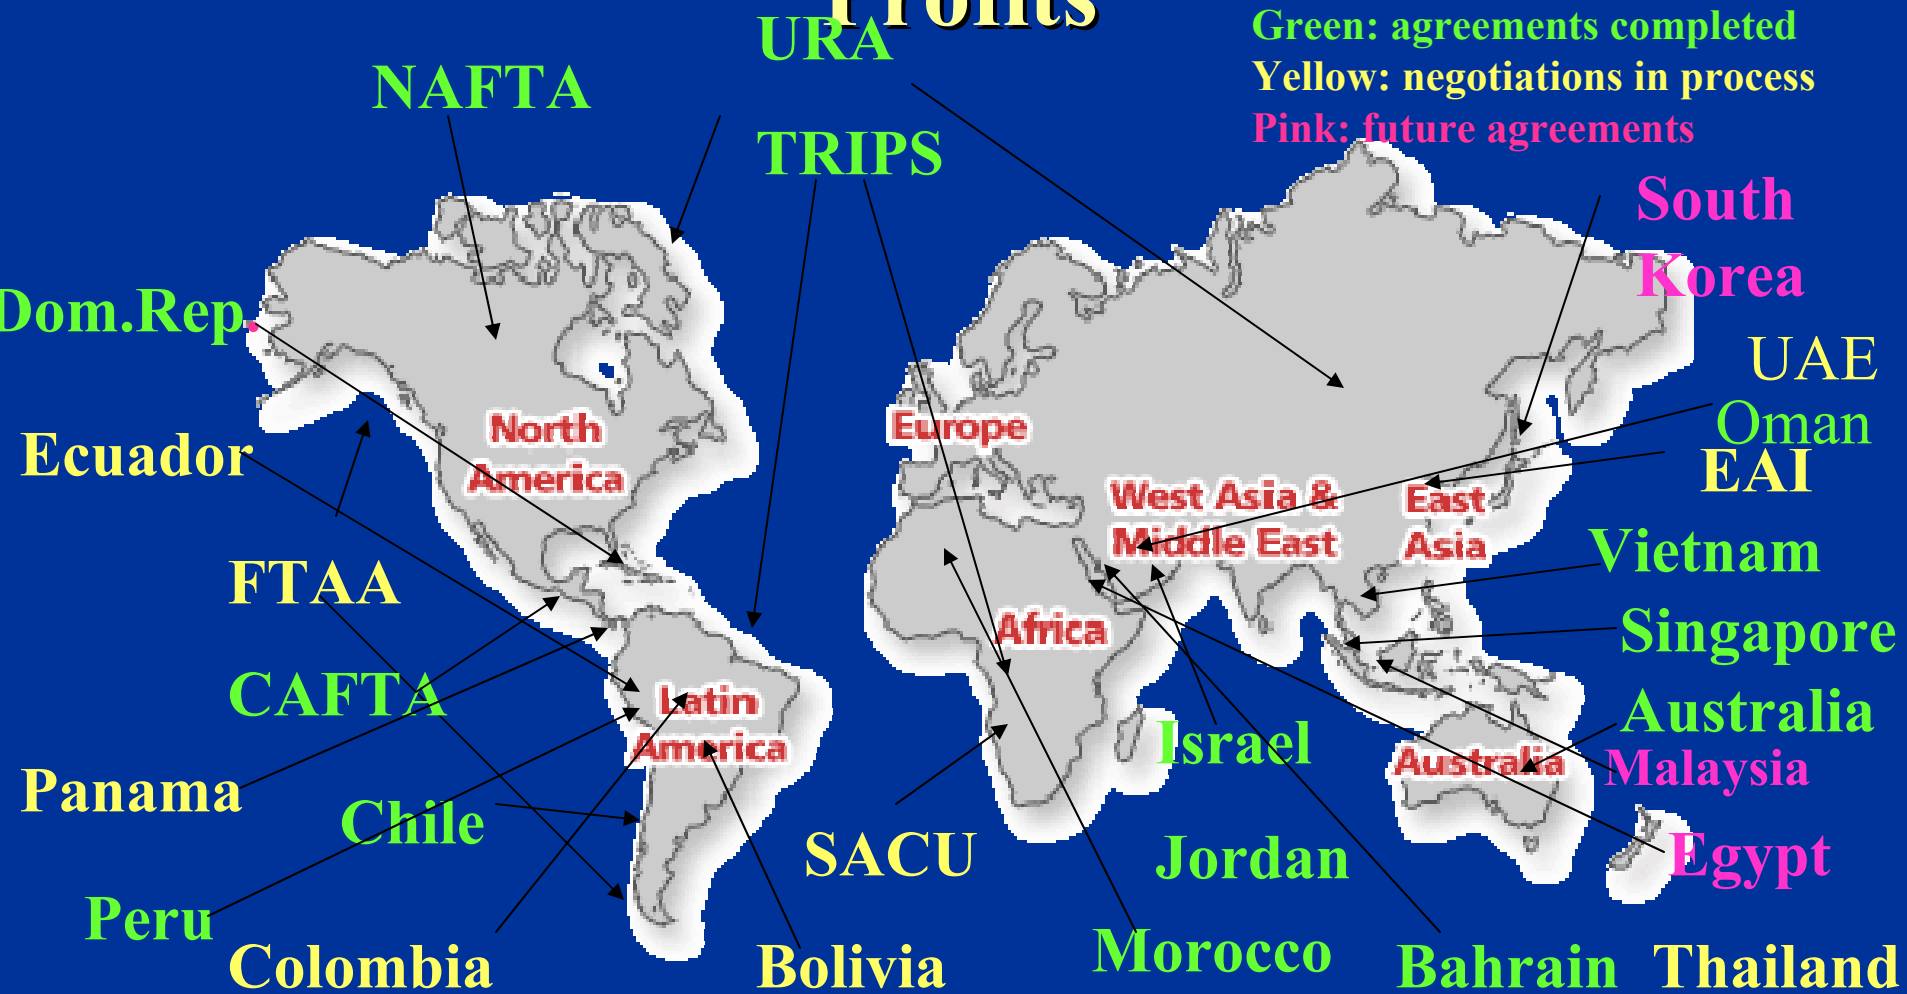 URA
Green: agreements completed
Yellow: negotiations in process
Pink: future agreements
NAFTA
TRIPS
South
Korea
Dom.Rep.
UAE
Oman
EAI
Ecuador
North
America
Europe
West Asia &
Middle East
East
Asia
Vietnam
FTAA
Africa
Singapore
CAFTA
Latin
America
Israel
Australia
Australia
Malaysia
Panama
Chile
SACU
Jordan
Egypt
Peru
Colombia
Bolivia
Morocco
Bahrain
Thailand